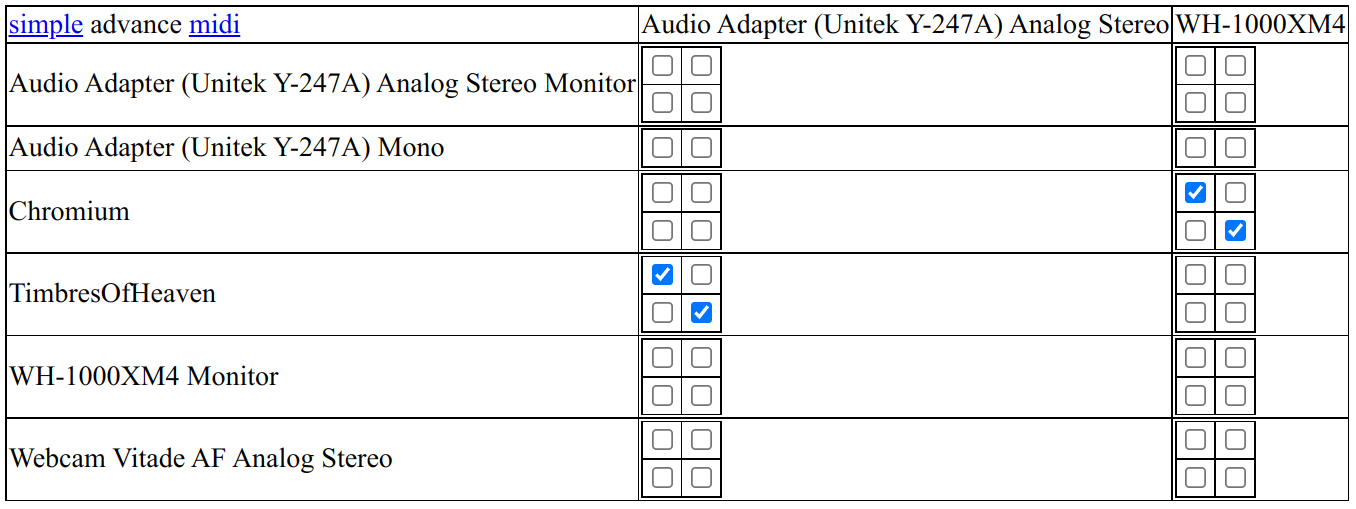 simple advance midi Audio Adapter (Unitek Y-247A) Analog Stereo WH-1000XM4
Audio Adapter (Unitek Y-247A) Analog Stereo Monitor
Audio Adapter (Unitek Y-247A) Mono
Chromium
TimbresOfHeaven
WH-1000XM4 Monitor
Webcam Vitade AF Analog Stereo